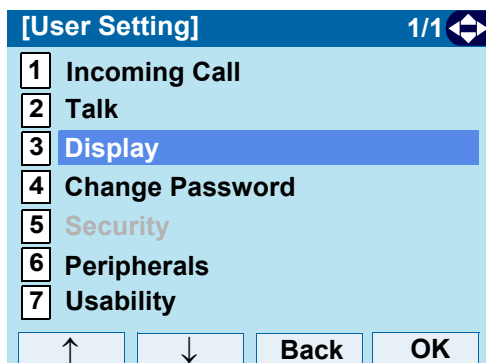 [User Setting] 1/1
1 Incoming Call
2 Talk
3 Display
4 Change Password
5 Security
6 Peripherals
7 Usability
↑ ↓ Back OK